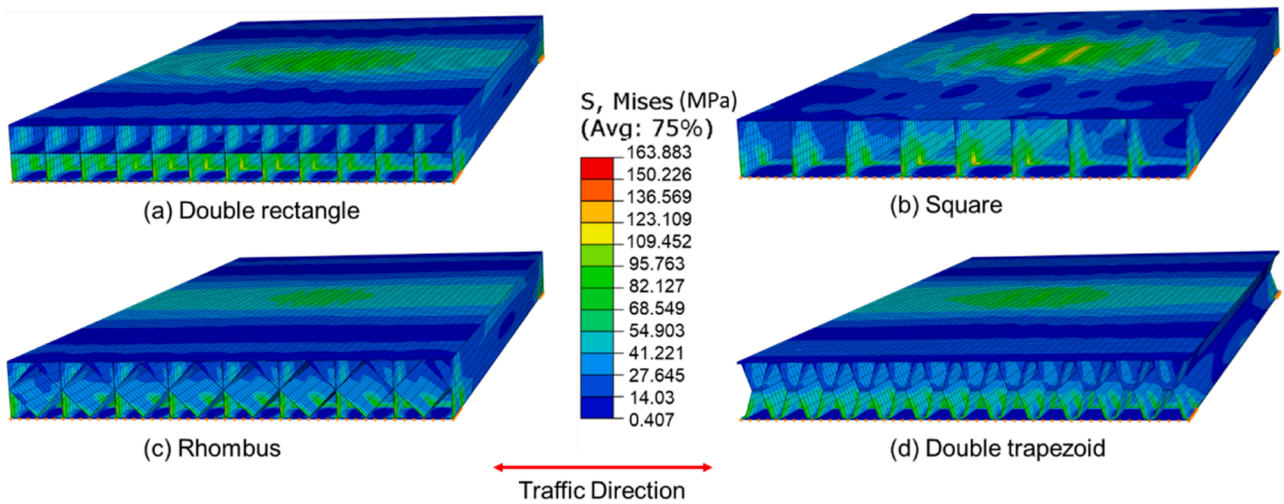 S, Mises (MPa)
(Avg: 75%)
163.883
150.226
136.569
123.109
109.452
95.763
82.127
68.549
54.903
41.221
27.645
14.03
0.407
(a) Double rectangle
(b) Square
(c) Rhombus
(d) Double trapezoid
Traffic Direction